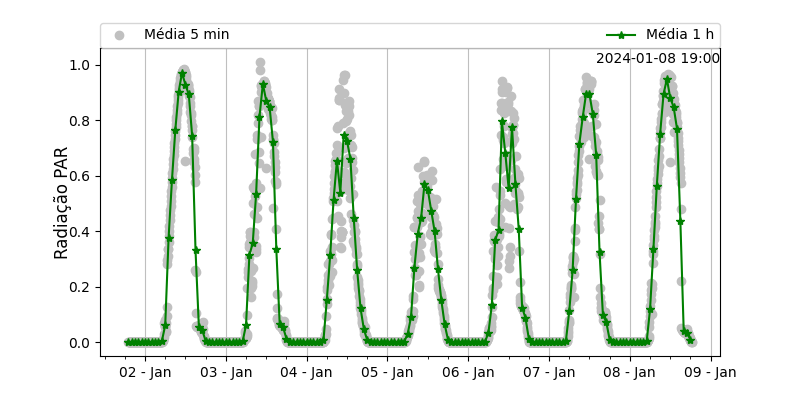 Média 5 min
Média 1 h
2024-01-08 19:00
Radiação PAR
1.0
0.8
0.6
0.4
0.2
0.0
02 - Jan
03 - Jan
04 - Jan
05 - Jan
06 - Jan
07 - Jan
08 - Jan
09 - Jan